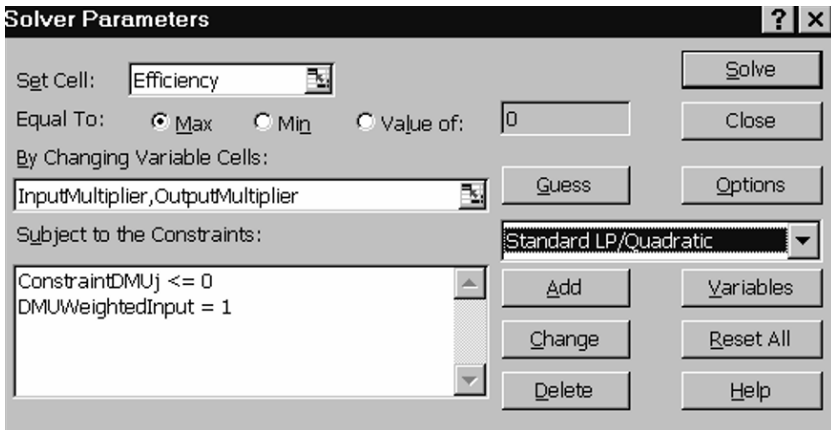 Solver Parameters
? ×
Set Cell: Efficiency
Solve
Equal To: Max Min Value of: 0
Close
By Changing Variable Cells:
InputMultiplier,OutputMultiplier
Guess
Options
Subject to the Constraints:
Standard LP/Quadratic
ConstraintDMUj <= 0
DMUWeightedInput = 1
Add
Variables
Change
Reset All
Delete
Help